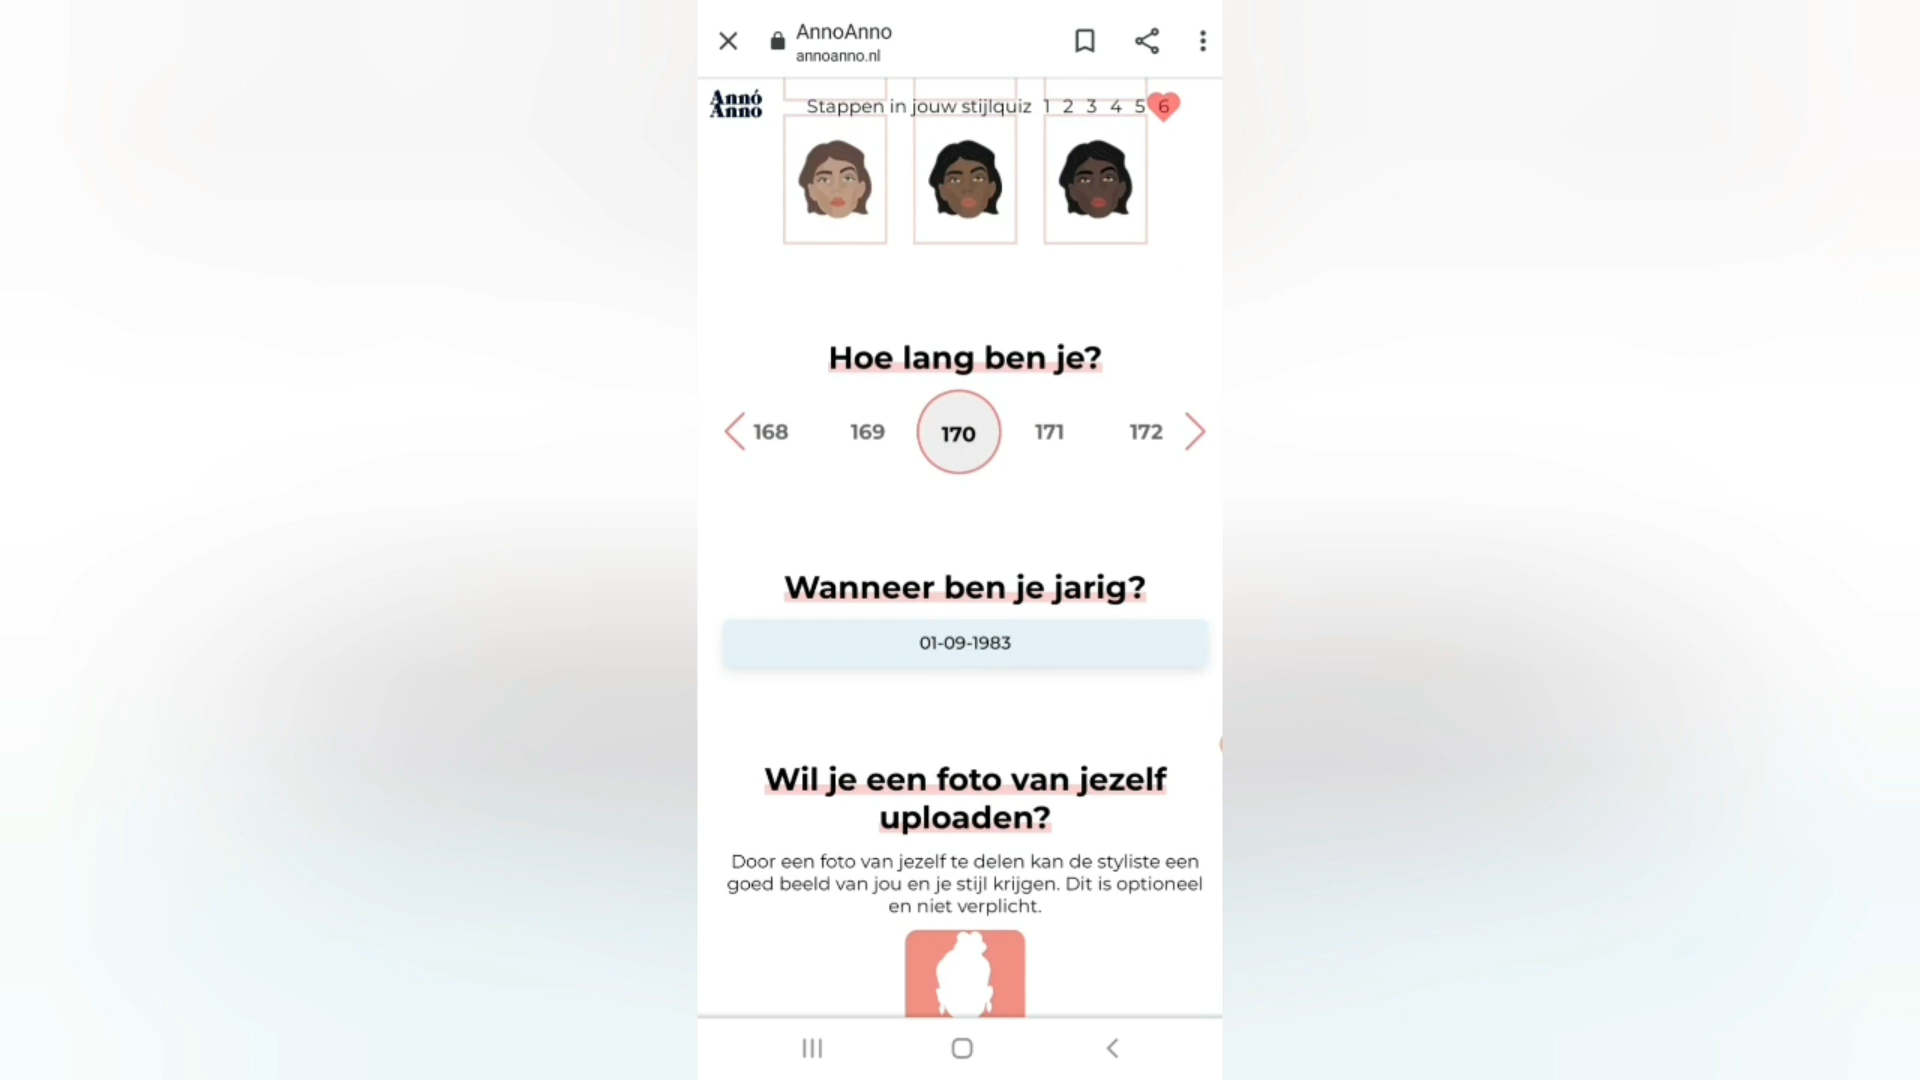 AnnoAnno
annoanno.nl
Annó
Anno
Stappen in jouw stijlquiz 1 2 3 4 5 6
Hoe lang ben je?
168 169 170 171 172
Wanneer ben je jarig?
01-09-1983
Wil je een foto van jezelf
uploaden?
Door een foto van jezelf te delen kan de styliste een
goed beeld van jou en je stijl krijgen. Dit is optioneel
en niet verplicht.